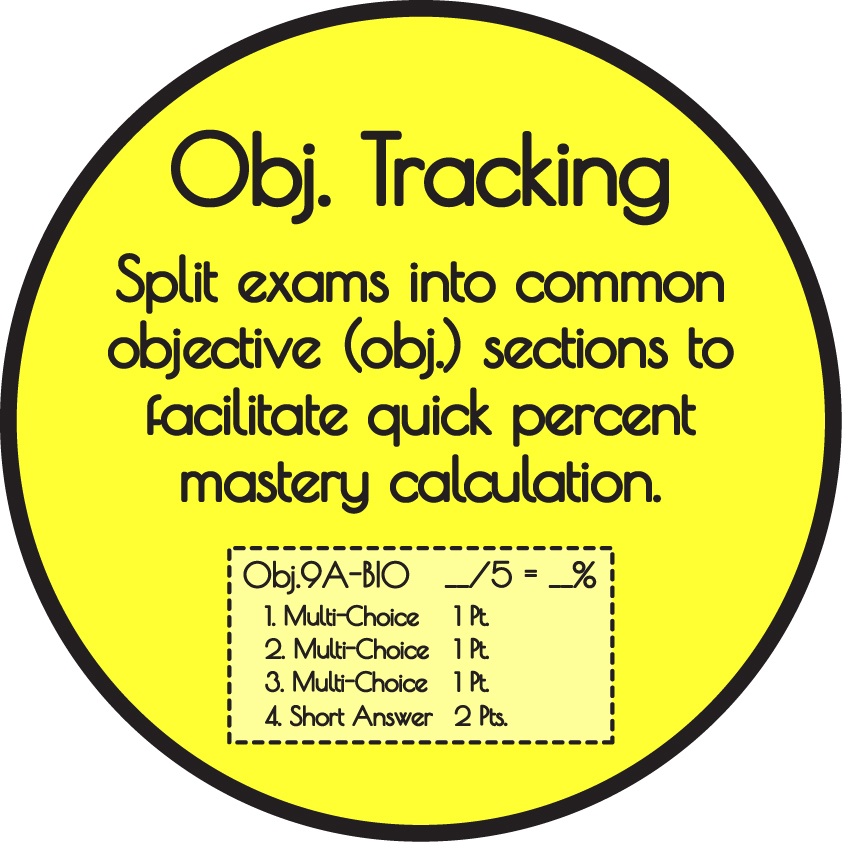 Obj. Tracking
Split exams into common
objective (obj.) sections to
facilitate quick percent
mastery calculation.
Obj.9A-BIO __/5 = __%
1. Multi-Choice 1 Pt.
2. Multi-Choice 1 Pt.
3. Multi-Choice 1 Pt.
4. Short Answer 2 Pts.